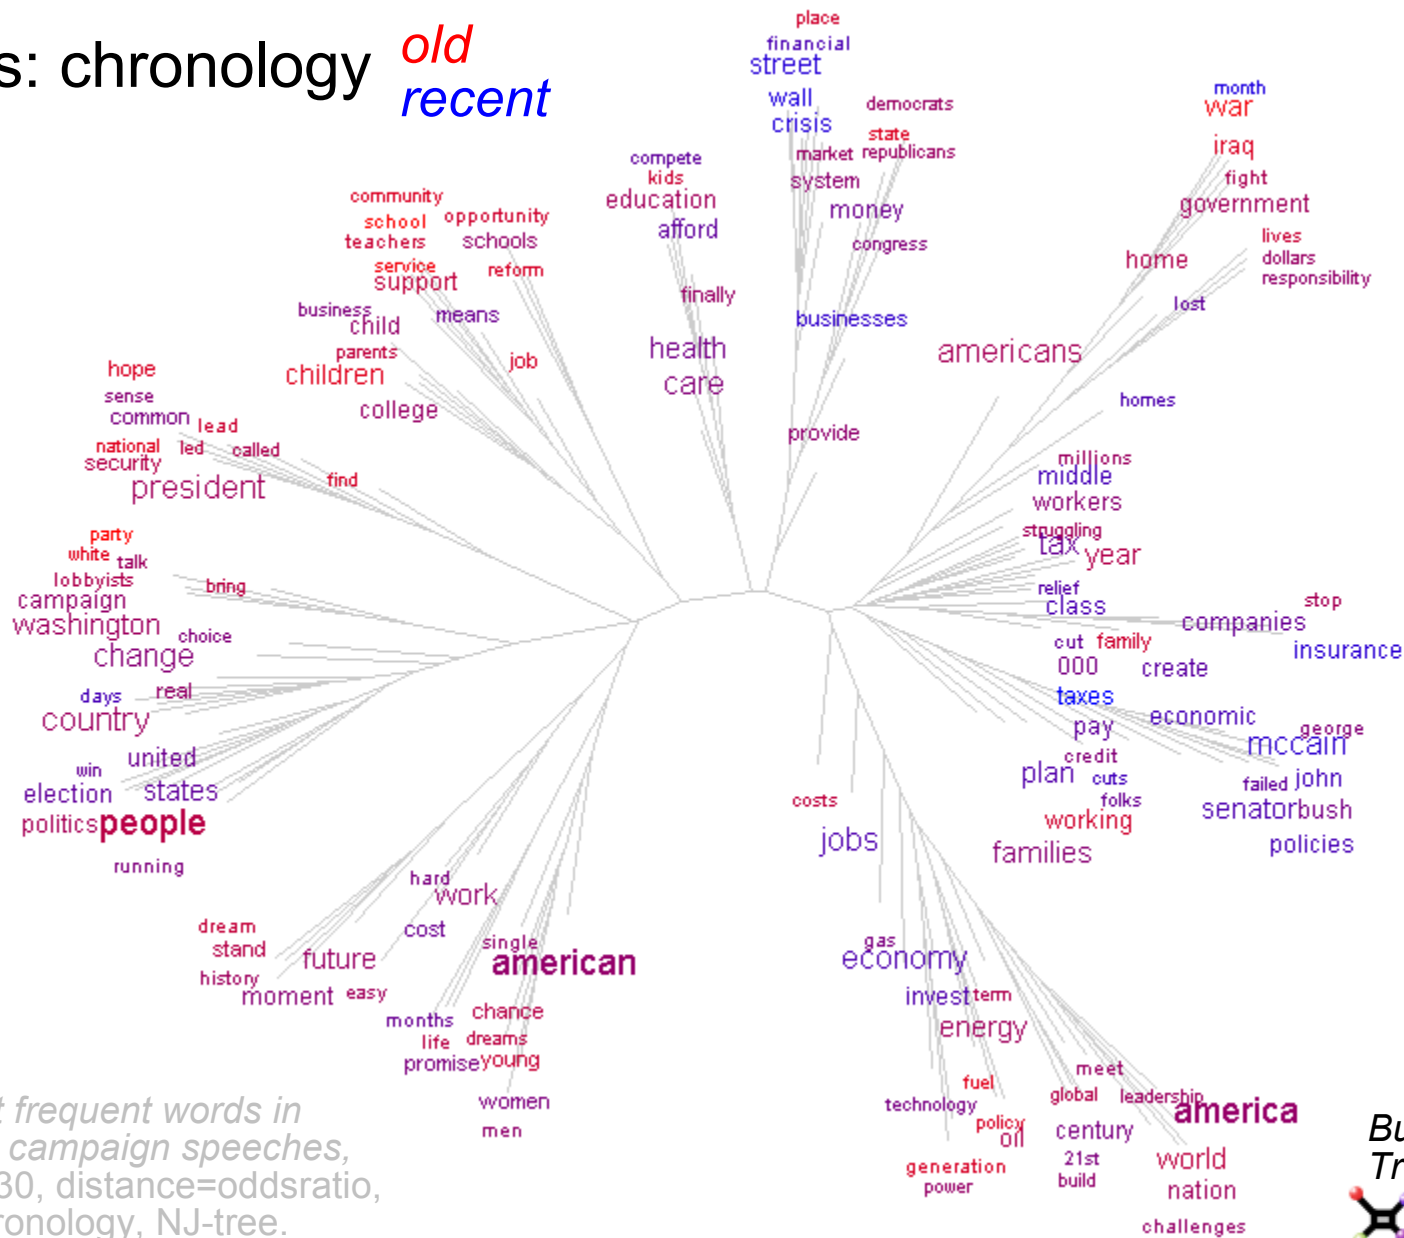 s: chronology
old
recent
place
financial
street
wall
crisis
market
system
money
democrats
state
republicans
congress
businesses
provide
month
war
iraq
fight
government
home
lives
dollars
responsibility
lost
americans
homes
compete
kids
education
afford
finally
health
care
community
school
opportunity
teachers
schools
service
support
reform
business
means
child
parents
children
job
college
hope
sense
common
lead
national
led
called
security
president
find
party
white
talk
lobbyists
bring
campaign
washington
choice
change
days
real
country
united
win
election
states
politics
people
running
millions
middle
workers
struggling
tax
year
relief
class
stop
companies
insurance
cut
family
000
create
taxes
economic
pay
george
mccain
credit
plan
cuts
failed
john
folks
senator
bush
working
policies
families
costs
jobs
hard
work
cost
dream
stand
future
single
american
history
moment
easy
months
chance
life
dreams
promise
young
women
men
gas
economy
invest
term
energy
meet
fuel
global
leadership
technology
america
policy
oil
century
generation
21st
world
power
build
nation
challenges
t frequent words in
campaign speeches,
30, distance=oddsratio,
ronology, NJ-tree.
Bu
Tr